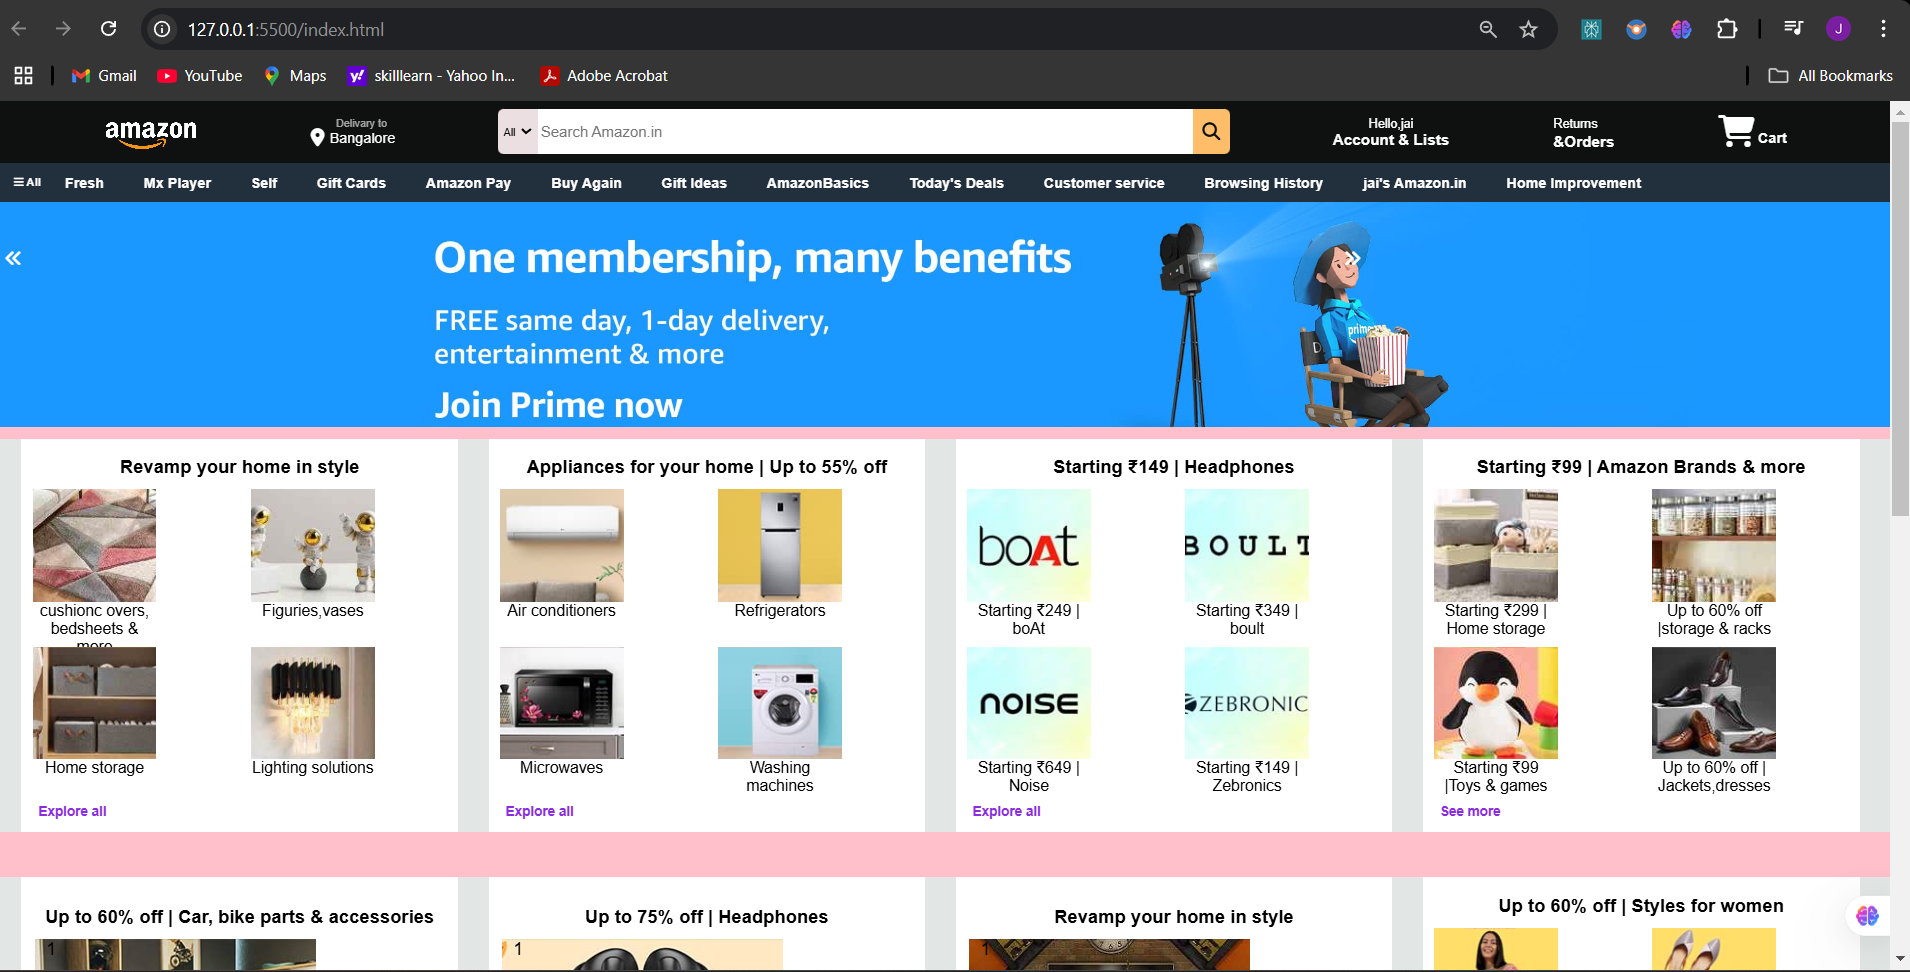 127.0.0.1:5500/index.html
J
Gmail YouTube Maps skilllearn - Yahoo In... Adobe Acrobat All Bookmarks
amazon
Delivary to
Bangalore
All
Search Amazon.in
Hello,jai
Account & Lists
Returns
&Orders
Cart
All Fresh Mx Player Self Gift Cards Amazon Pay Buy Again Gift Ideas AmazonBasics Today's Deals Customer service Browsing History jai's Amazon.in Home Improvement
One membership, many benefits
FREE same day, 1-day delivery,
entertainment & more
Join Prime now
prime
D
Revamp your home in style
cushionc overs,
bedsheets &
more
Figuries,vases
Home storage
Lighting solutions
Explore all
Appliances for your home | Up to 55% off
Air conditioners
Refrigerators
Microwaves
Washing
machines
Explore all
Starting ₹149 | Headphones
boAt
Starting ₹249 |
boAt
BOULT
Starting ₹349 |
boult
noise
Starting ₹649 |
Noise
ZEBRONIC
Starting ₹149 |
Zebronics
Explore all
Starting ₹99 | Amazon Brands & more
Starting ₹299 |
Home storage
Up to 60% off
|storage & racks
Starting ₹99
|Toys & games
Up to 60% off |
Jackets,dresses
See more
Up to 60% off | Car, bike parts & accessories
1
Up to 75% off | Headphones
1
Revamp your home in style
1
Up to 60% off | Styles for women